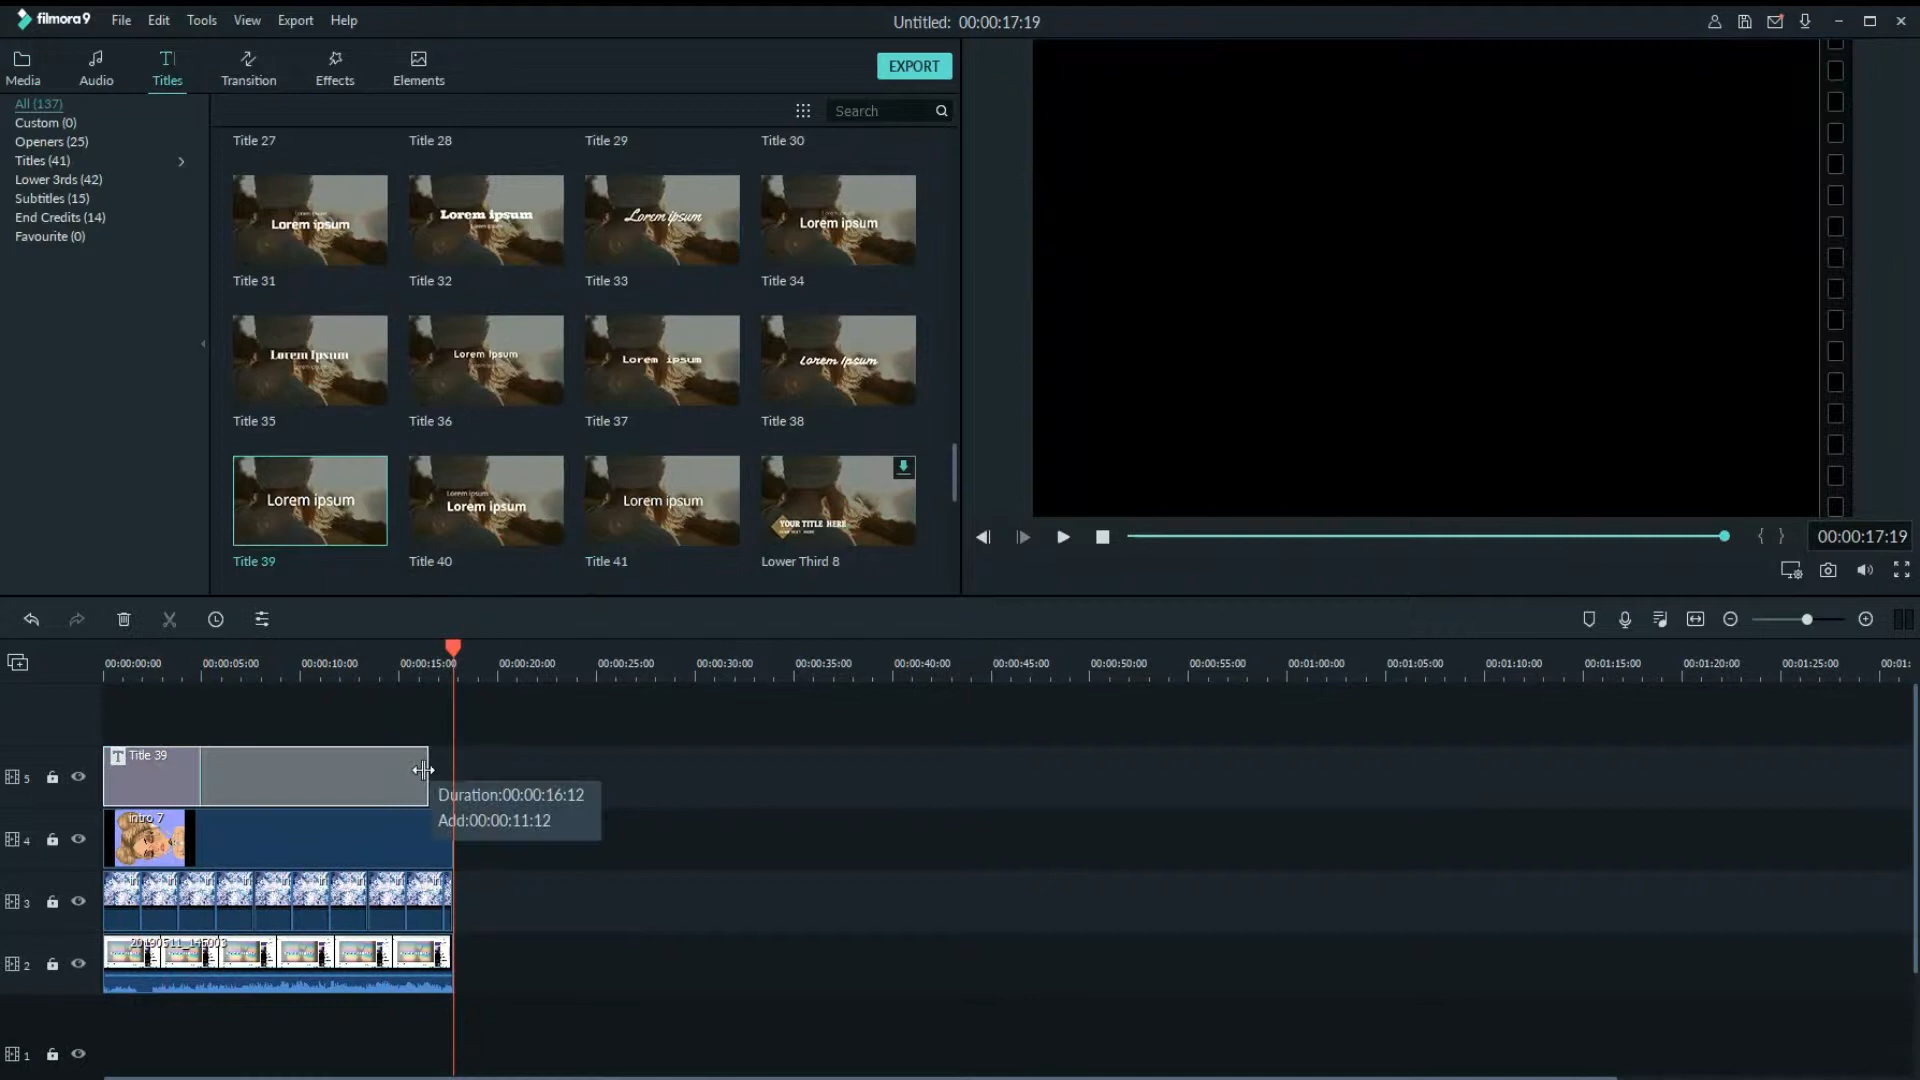 filmora9 File Edit Tools View Export Help Untitled: 00:00:17:19
Media Audio Titles Transition Effects Elements EXPORT
All (137)
Custom (0)
Openers (25)
Titles (41)
Lower 3rds (42)
Subtitles (15)
End Credits (14)
Favourite (0)
Search
Title 27 Title 28 Title 29 Title 30
Lorem ipsum Lorem ipsum Lorem ipsum Lorem ipsum
Title 31 Title 32 Title 33 Title 34
Lorem ipsum Lorem ipsum Lorem ipsum Lorem ipsum
Title 35 Title 36 Title 37 Title 38
Lorem ipsum Lorem ipsum Lorem ipsum Lorem ipsum YOUR TITLE HERE
Title 39 Title 40 Title 41 Lower Third 8
00:00:17:19
00:00:00:00 00:00:05:00 00:00:10:00 00:00:15:00 00:00:20:00 00:00:25:00 00:00:30:00 00:00:35:00 00:00:40:00 00:00:45:00 00:00:50:00 00:00:55:00 00:01:00:00 00:01:05:00 00:01:10:00 00:01:15:00 00:01:20:00 00:01:25:00 00:01:
5 T Title 39
Duration:00:00:16:12
Add:00:00:11:12
4 intro 7
3
2
1